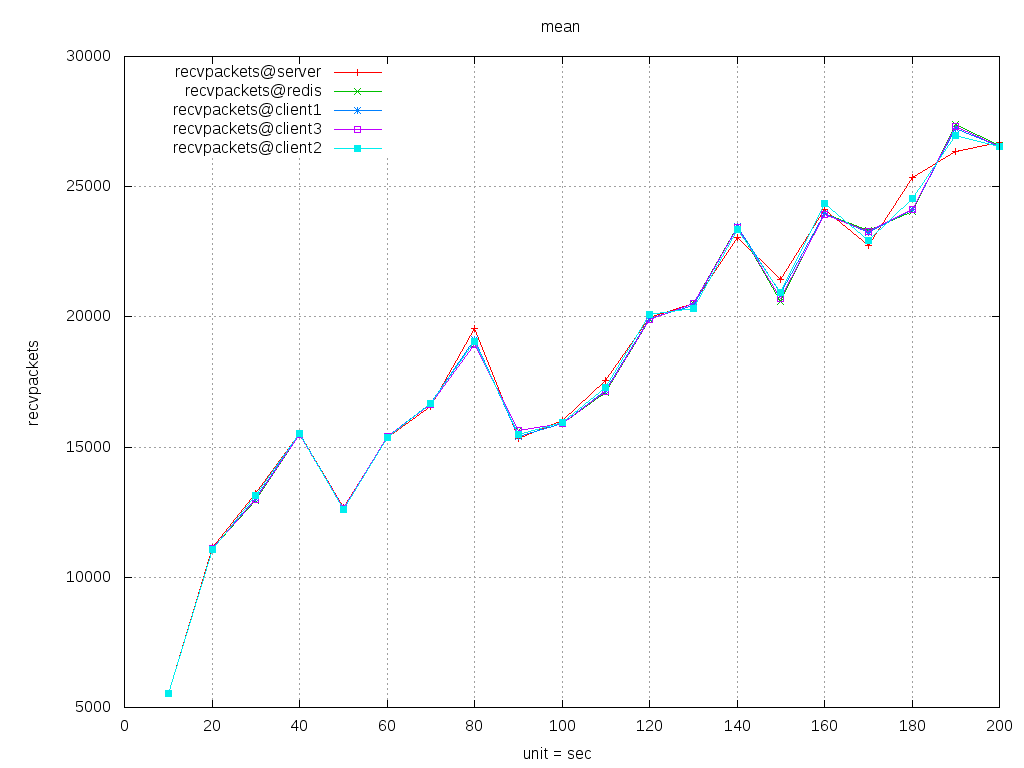 mean
30000
25000
20000
15000
10000
5000
recvpackets
recvpackets@server
recvpackets@redis
recvpackets@client1
recvpackets@client3
recvpackets@client2
0 20 40 60 80 100 120 140 160 180 200
unit = sec